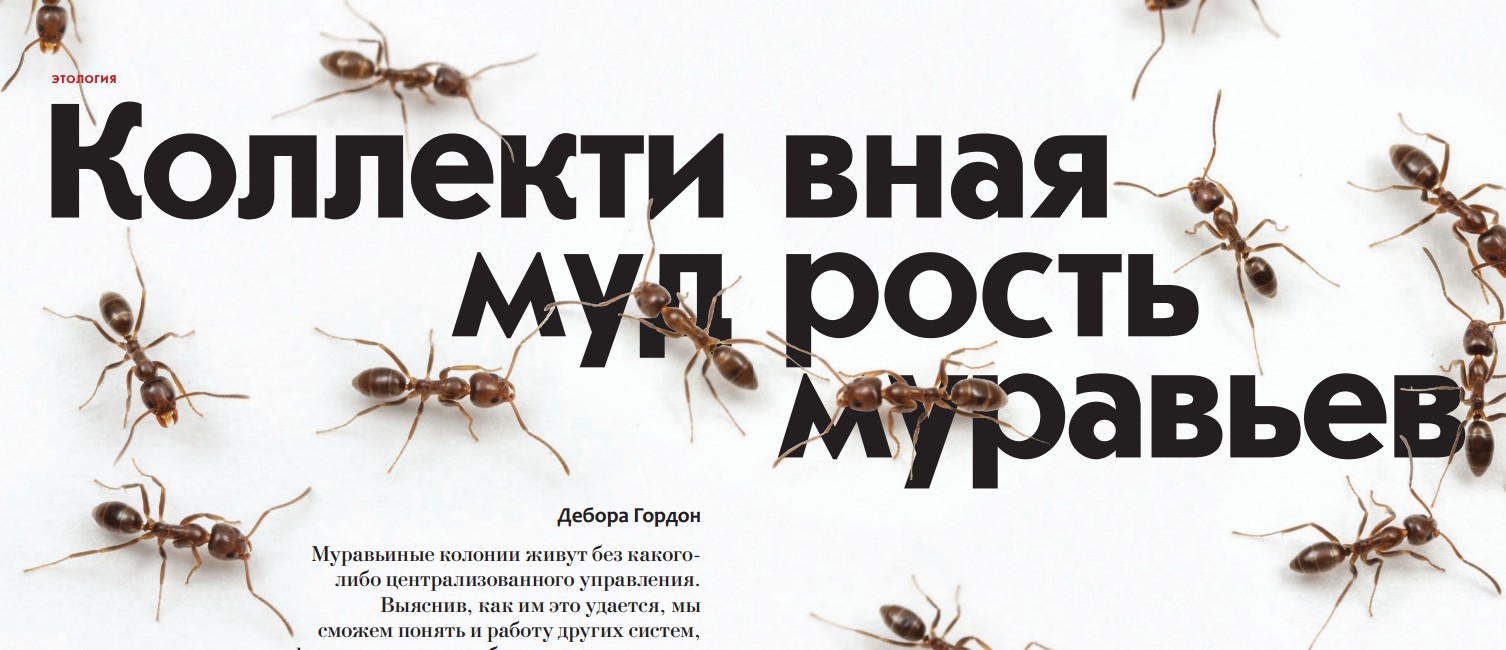 этология
Коллекти вная
муд рость
муравьев
Дебора Гордон
Муравьиные колонии живут без какого-
либо централизованного управления.
Выяснив, как им это удается, мы
сможем понять и работу других систем,